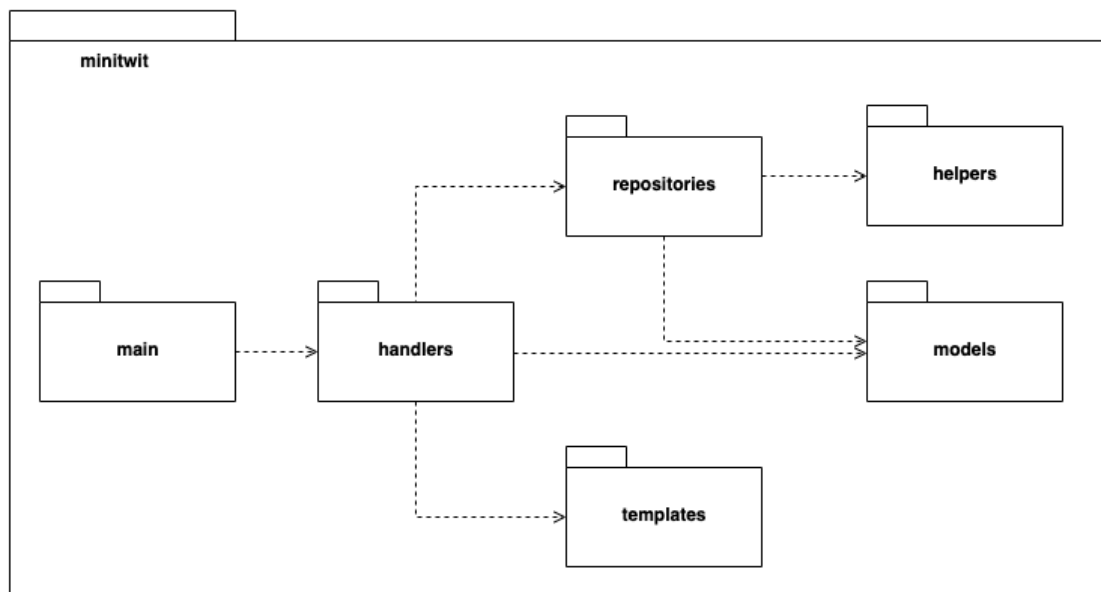 minitwit
repositories
helpers
main
handlers
models
templates